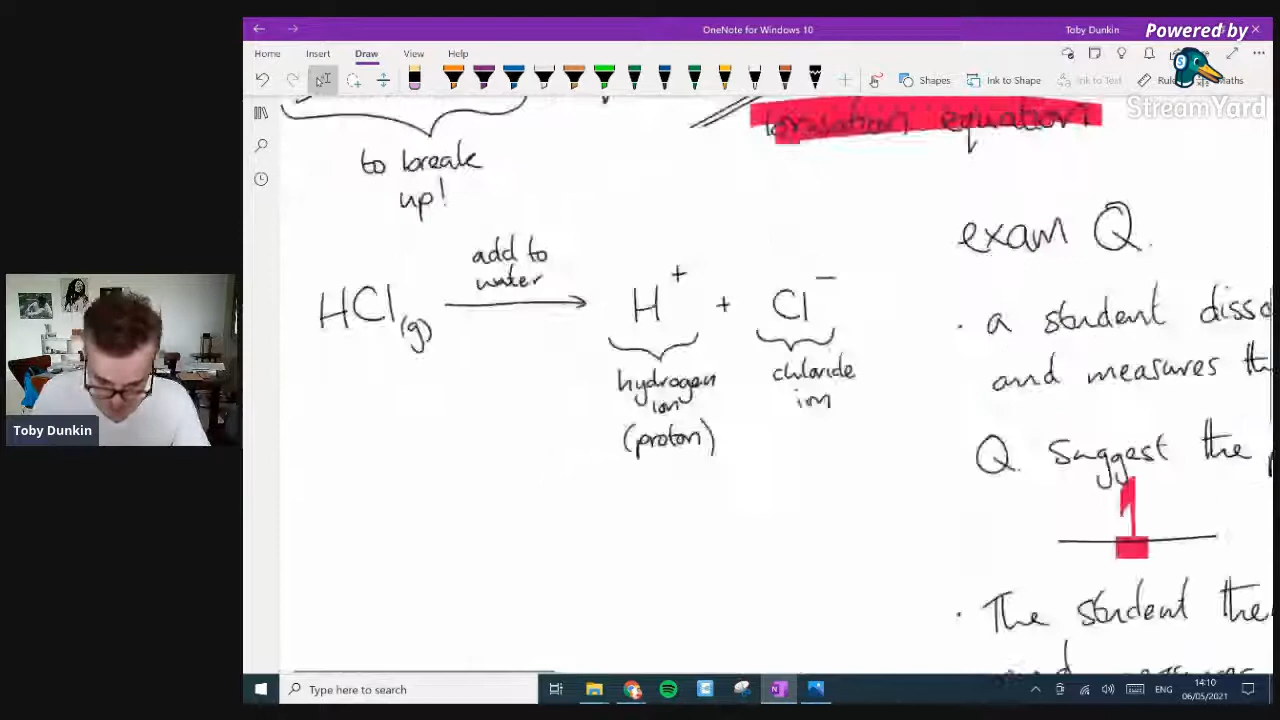 OneNote for Windows 10
Toby Dunkin
Powered by
StreamYard
Home
Insert
Draw
View
Help
Shapes
Ink to Shape
Ink to Text
Maths
ionisation equation
to break
up!
HCl(g)
add to
water
H+ + Cl−
hydrogen
ion
(proton)
chloride
ion
exam Q.
· a student disso
and measures th
Q. Suggest the
1
· The student the
Toby Dunkin
Type here to search
ENG
14:10
06/05/2021